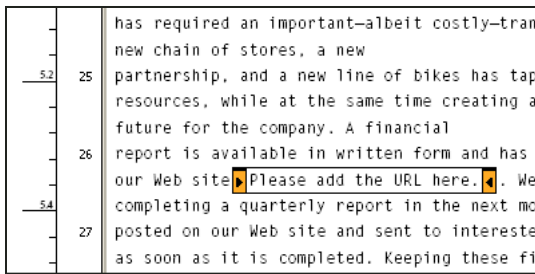 has required an important—albeit costly—tran
new chain of stores, a new
5.2 25 partnership, and a new line of bikes has tap
resources, while at the same time creating a
future for the company. A financial
26 report is available in written form and has
our Web site Please add the URL here. . We
5.4 completing a quarterly report in the next mo
27 posted on our Web site and sent to intereste
as soon as it is completed. Keeping these fi